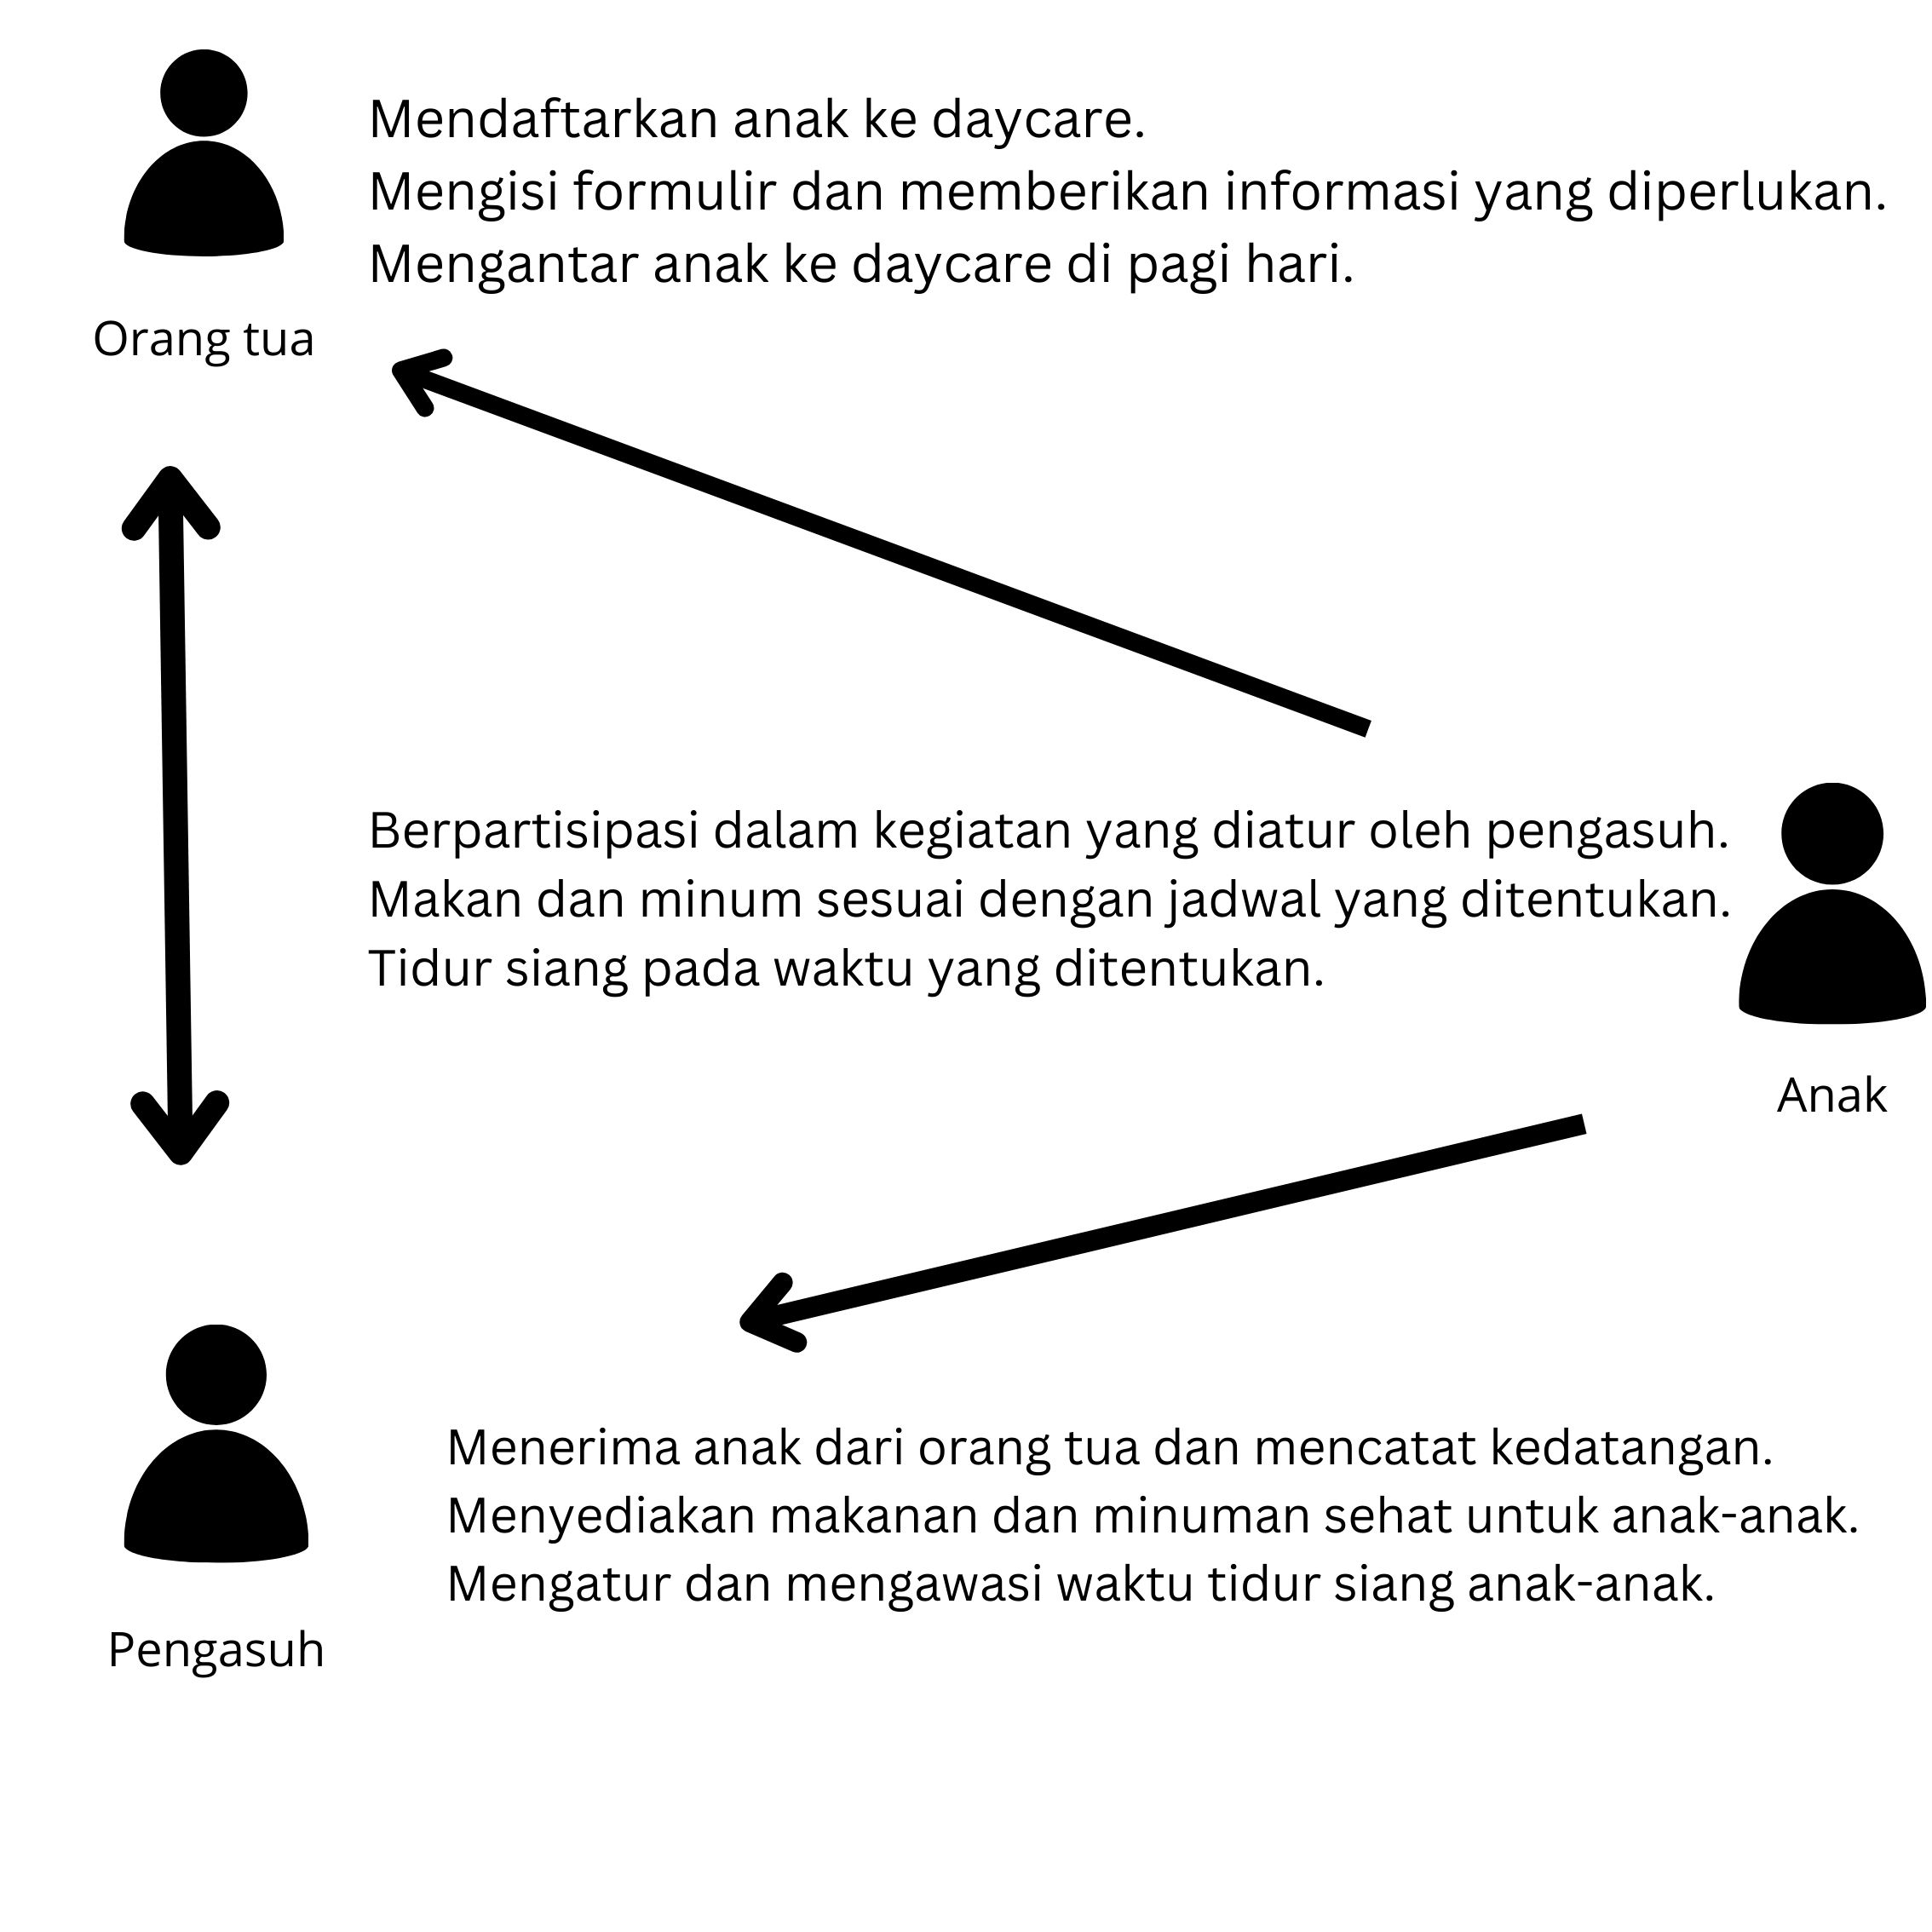 Mendaftarkan anak ke daycare.
Mengisi formulir dan memberikan informasi yang diperlukan.
Mengantar anak ke daycare di pagi hari.
Orang tua
Berpartisipasi dalam kegiatan yang diatur oleh pengasuh.
Makan dan minum sesuai dengan jadwal yang ditentukan.
Tidur siang pada waktu yang ditentukan.
Anak
Menerima anak dari orang tua dan mencatat kedatangan.
Menyediakan makanan dan minuman sehat untuk anak-anak.
Mengatur dan mengawasi waktu tidur siang anak-anak.
Pengasuh